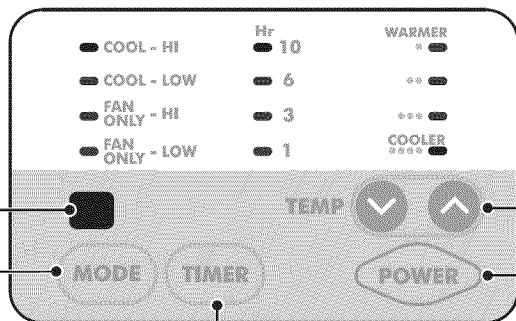 Hr
WARMER
COOL - HI
10
COOL - LOW
6
FAN ONLY - HI
3
FAN ONLY - LOW
1
COOLER
TEMP
MODE
TIMER
POWER